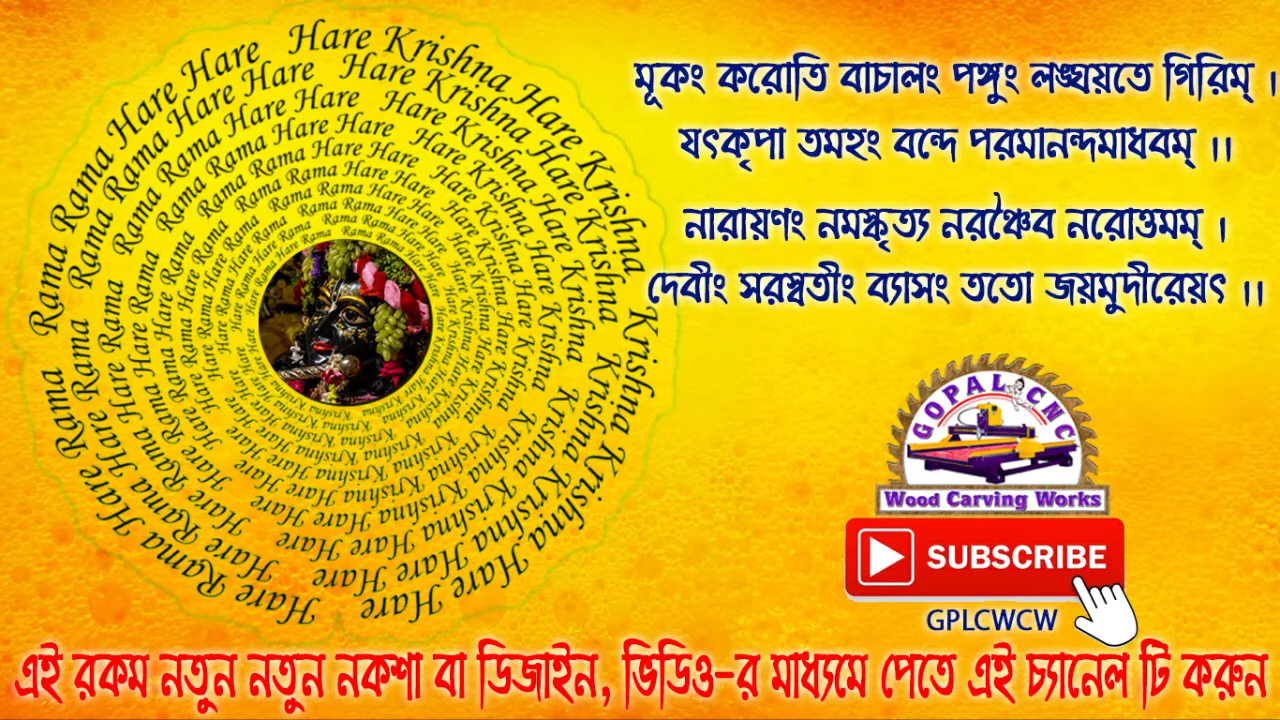 Hare Krishna Hare Krishna Krishna Krishna Hare Hare Hare Rama Hare Rama Rama Rama Hare Hare
মূকং করোতি বাচালং পঙ্গুং লঙ্ঘয়তে গিরিম্ ।
যৎকৃপা তমহং বন্দে পরমানন্দমাধবম্ ।।
নারায়ণং নমস্কৃত্য নরঞ্চৈব নরোত্তমম্ ।
দেবীং সরস্বতীং ব্যাসং ততো জয়মুদীরেয়ৎ ।।
GOPAL CNC
Wood Carving Works
SUBSCRIBE
GPLCWCW
এই রকম নতুন নতুন নকশা বা ডিজাইন, ভিডিও-র মাধ্যমে পেতে এই চ্যানেল টি করুন